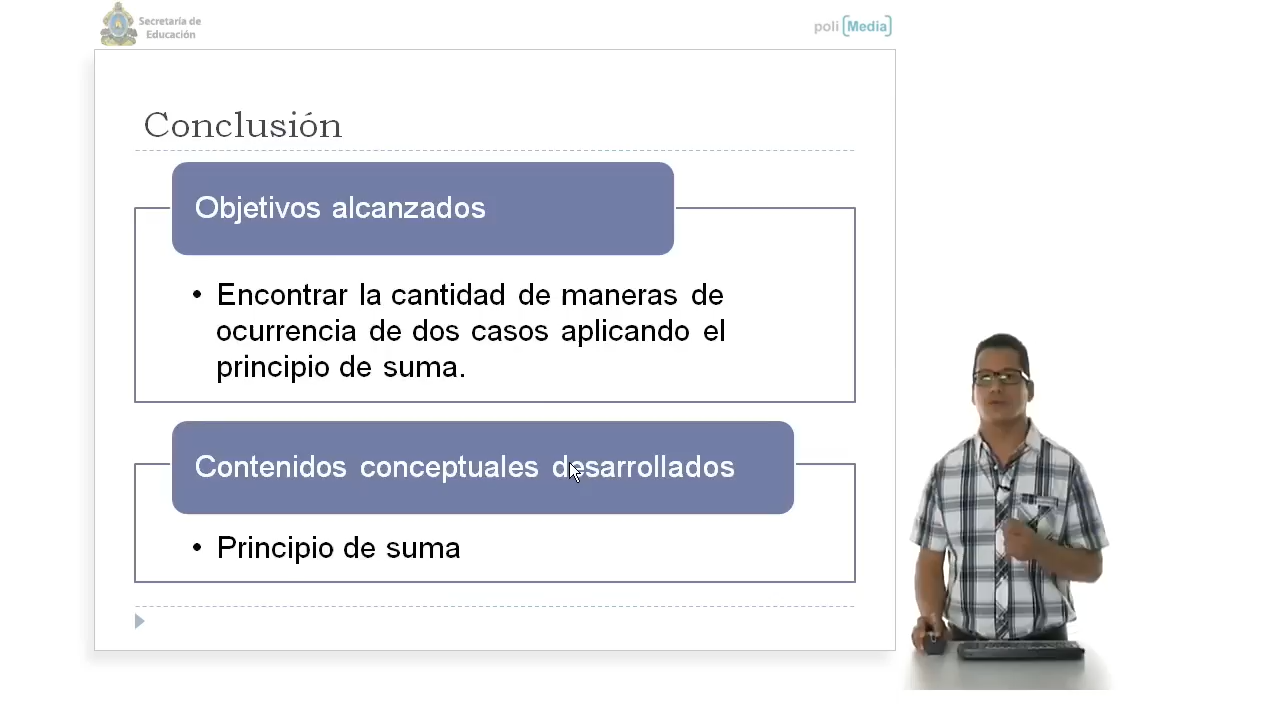 Secretaría de
Educación
poli [Media]
Conclusión
Objetivos alcanzados
• Encontrar la cantidad de maneras de
ocurrencia de dos casos aplicando el
principio de suma.
Contenidos conceptuales desarrollados
• Principio de suma